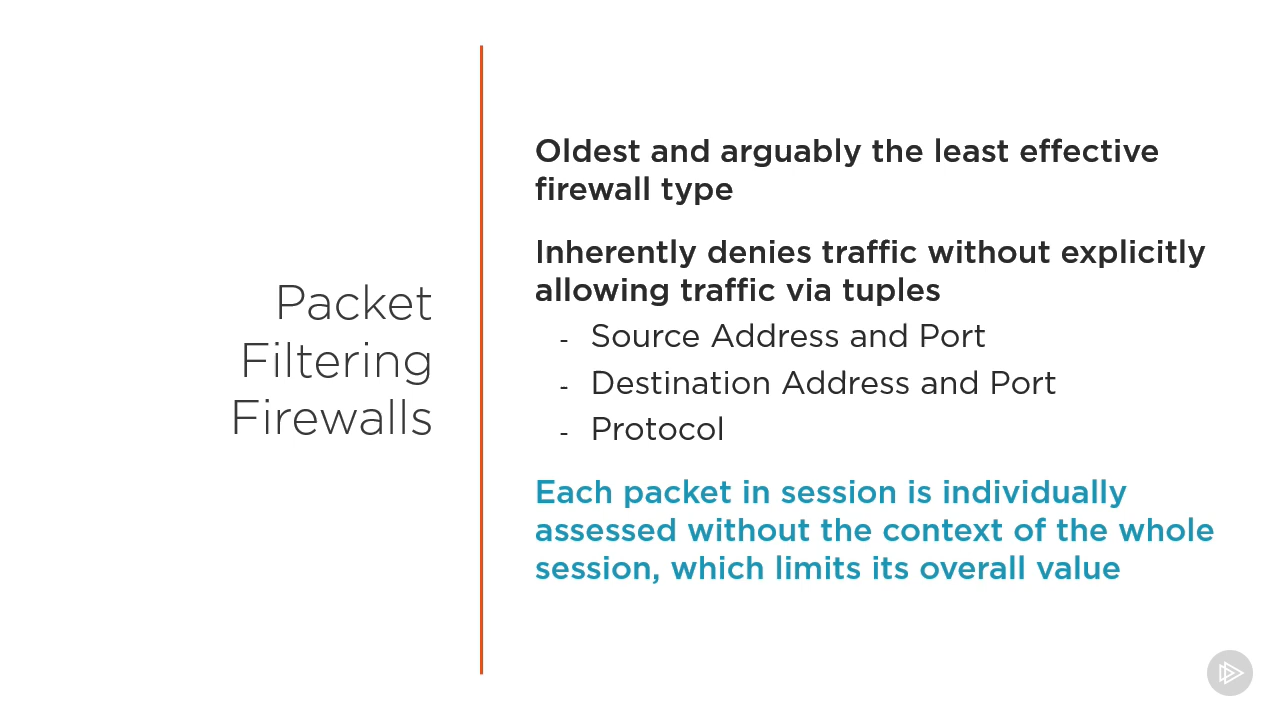 Packet
Filtering
Firewalls
Oldest and arguably the least effective
firewall type
Inherently denies traffic without explicitly
allowing traffic via tuples
- Source Address and Port
- Destination Address and Port
- Protocol
Each packet in session is individually
assessed without the context of the whole
session, which limits its overall value